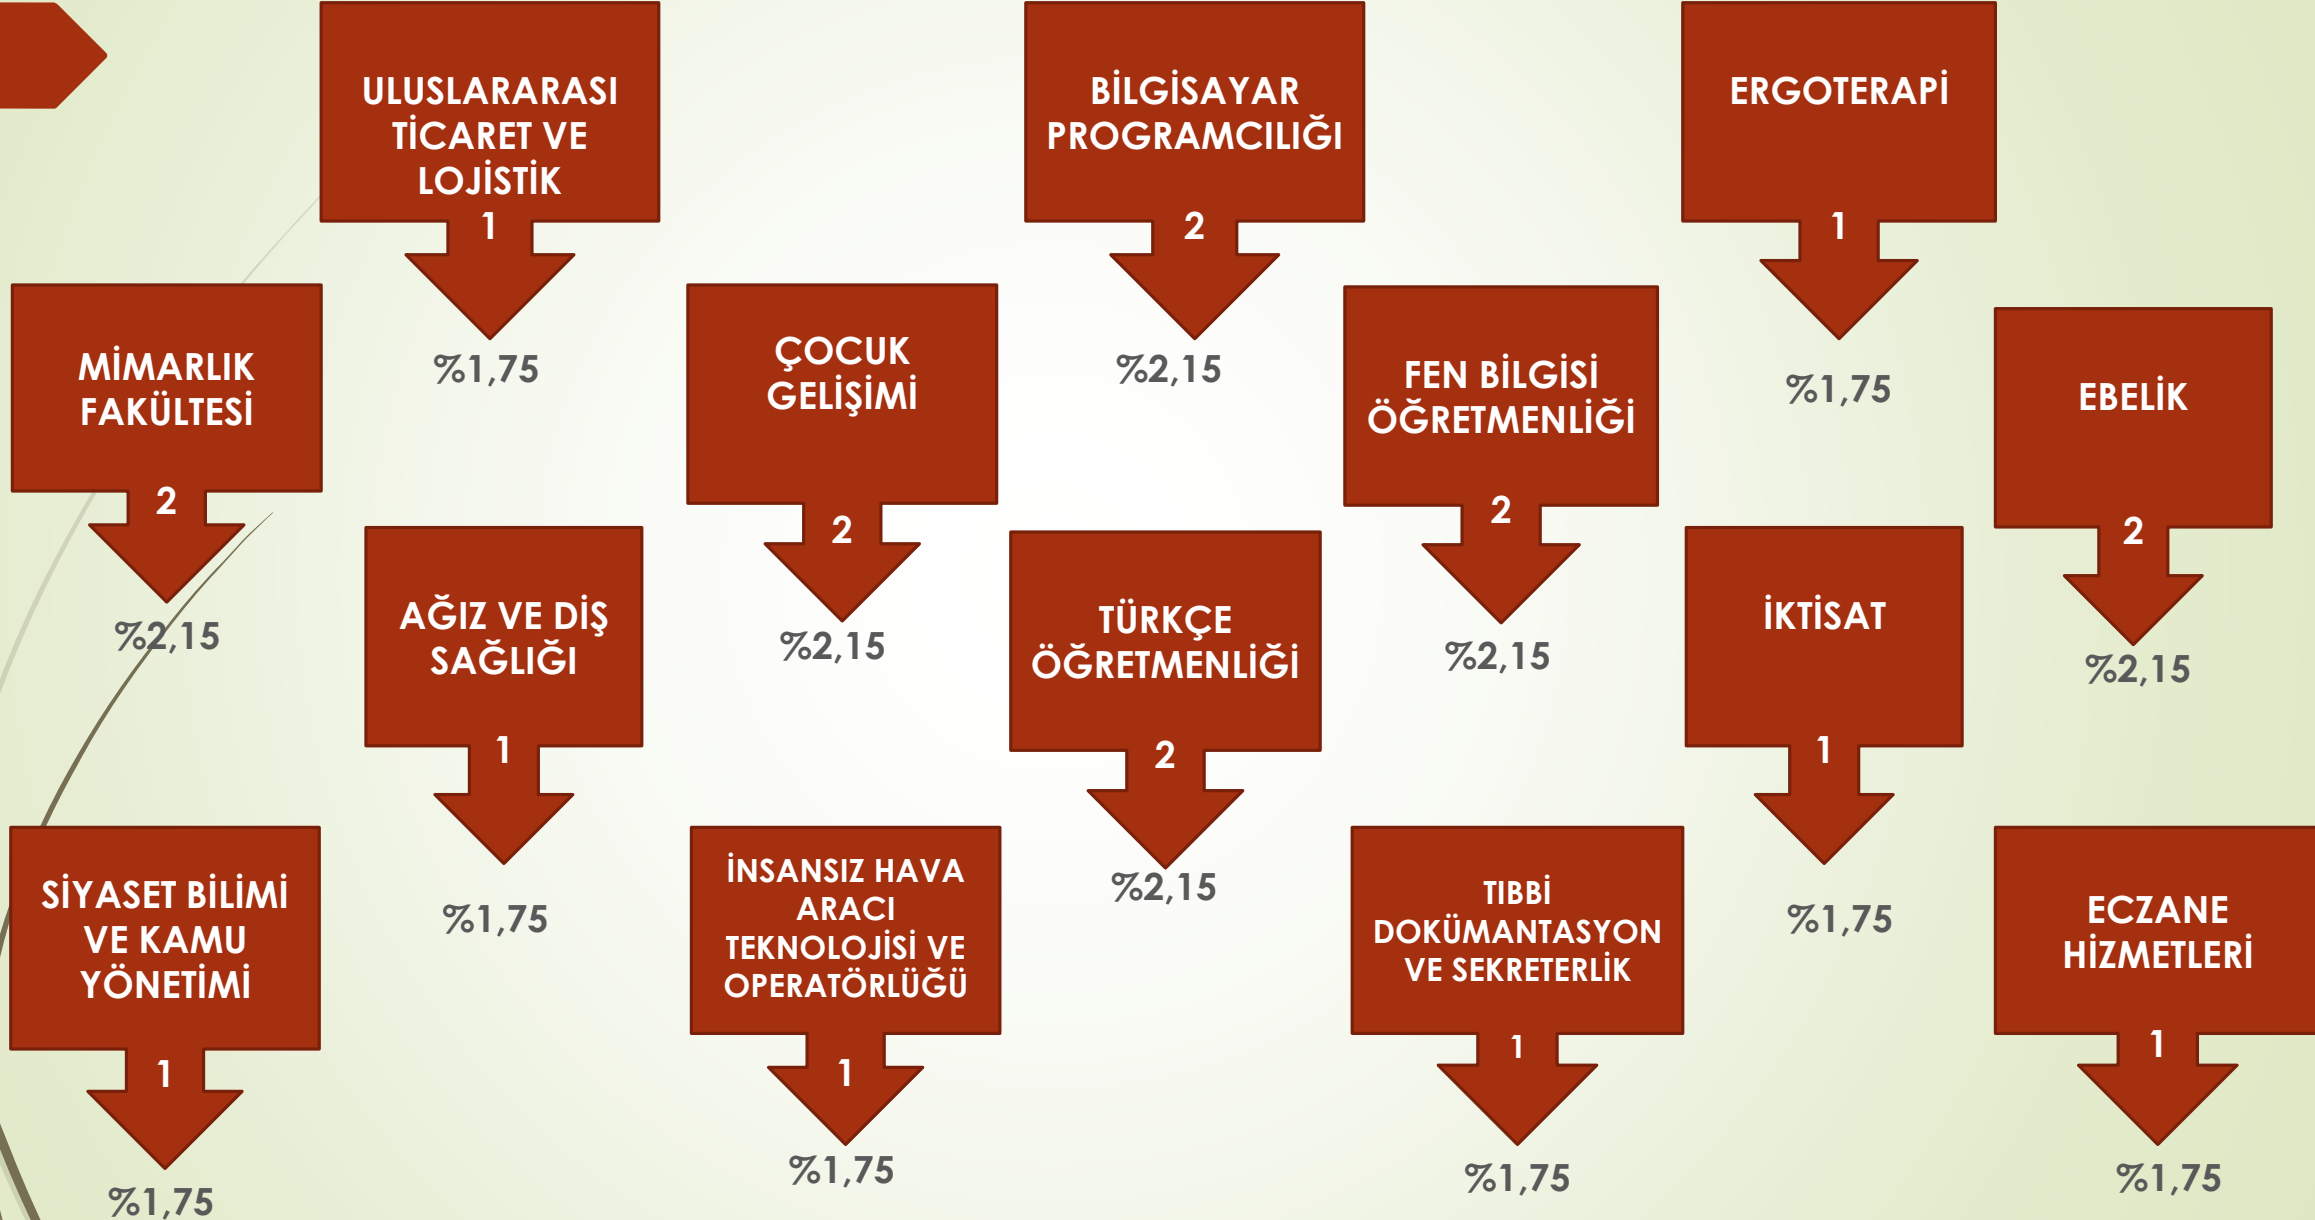 ULUSLARARASI
TİCARET VE
LOJİSTİK
1
%1,75
BİLGİSAYAR
PROGRAMCILIĞI
2
%2,15
ERGOTERAPİ
1
%1,75
MİMARLIK
FAKÜLTESİ
2
%2,15
ÇOCUK
GELİŞİMİ
2
%2,15
FEN BİLGİSİ
ÖĞRETMENLİĞİ
2
%2,15
EBELİK
2
%2,15
AĞIZ VE DİŞ
SAĞLIĞI
1
%1,75
TÜRKÇE
ÖĞRETMENLİĞİ
2
%2,15
İKTİSAT
1
%1,75
SİYASET BİLİMİ
VE KAMU
YÖNETİMİ
1
%1,75
İNSANSIZ HAVA
ARACI
TEKNOLOJİSİ VE
OPERATÖRLÜĞÜ
1
%1,75
TIBBİ
DOKÜMANTASYON
VE SEKRETERLİK
1
%1,75
ECZANE
HİZMETLERİ
1
%1,75